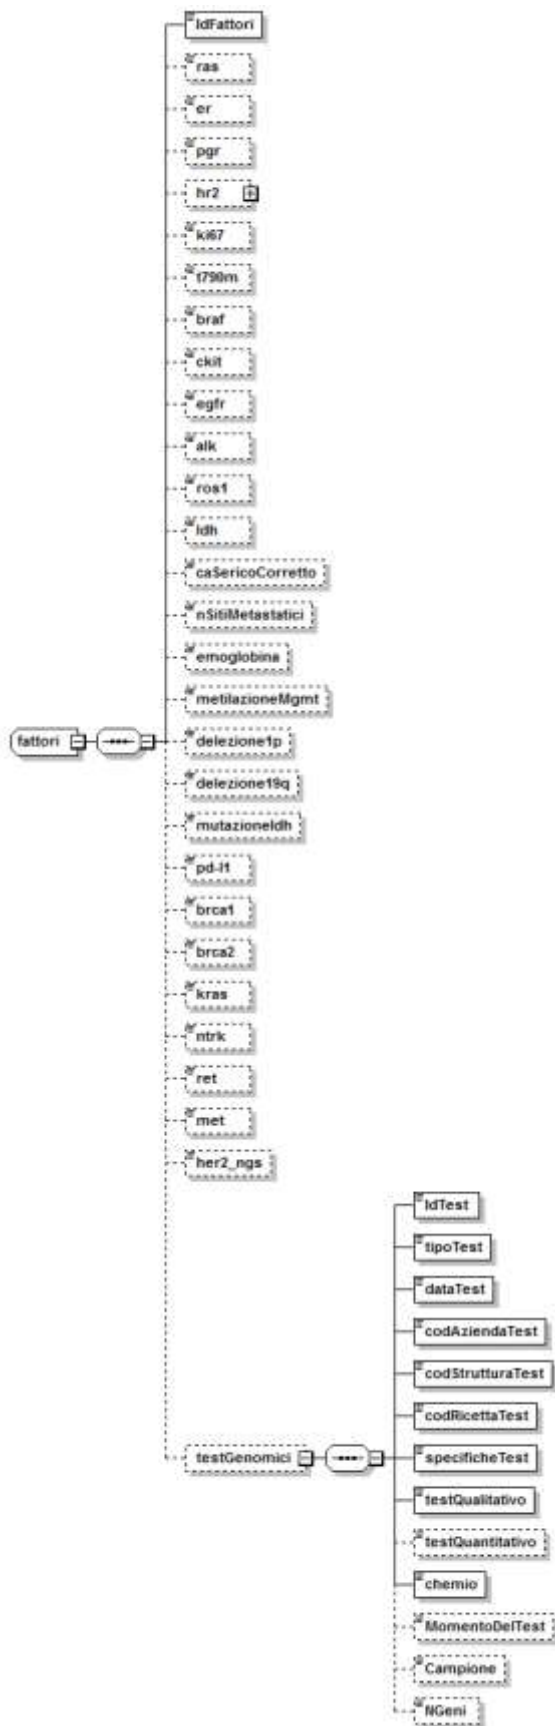 IdFattori
ras
er
pgr
hr2
ki67
t790m
braf
ckit
egfr
alk
ros1
ldh
caSericoCorretto
nSitiMetastatici
emoglobina
metilazioneMgmt
fattori
delezione1p
delezione19q
mutazioneIdh
pd-l1
brca1
brca2
kras
ntrk
ret
met
her2_ngs
IdTest
tipoTest
dataTest
codAziendaTest
codStrutturaTest
codRicettaTest
testGenomici
specificheTest
testQualitativo
testQuantitativo
chemio
MomentoDelTest
Campione
NGeni